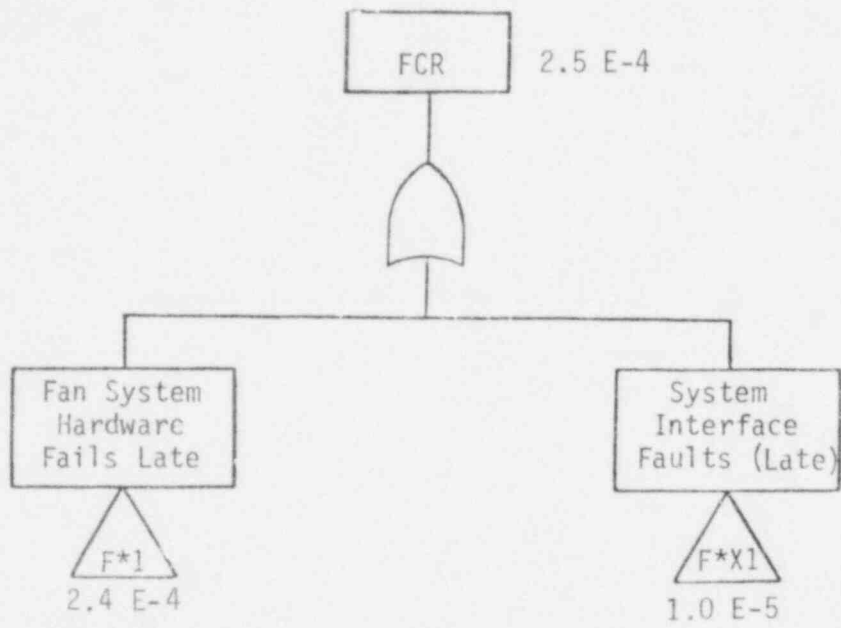 FCR
2.5 E-4
Fan System
Hardware
Fails Late
System
Interface
Faults (Late)
F*1
F*X1
2.4 E-4
1.0 E-5